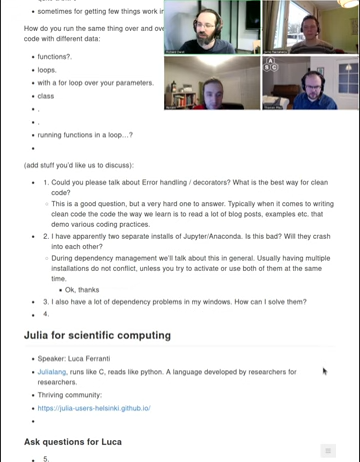 sometimes for getting few things work in
How do you run the same thing over and ove
code with different data:
functions?.
loops.
with a for loop over your parameters.
class
.
.
running functions in a loop...?
(add stuff you'd like us to discuss):
1. Could you please talk about Error handling / decorators? What is the best way for clean
code?
This is a good question, but a very hard one to answer. Typically when it comes to writing
clean code the code the way we learn is to read a lot of blog posts, examples etc. that
demo various coding practices.
2. I have apparently two separate installs of Jupyter/Anaconda. Is this bad? Will they crash
into each other?
During dependency management we'll talk about this in general. Usually having multiple
installations do not conflict, unless you try to activate or use both of them at the same
time.
Ok, thanks
3. I also have a lot of dependency problems in my windows. How can I solve them?
4.
Julia for scientific computing
Speaker: Luca Ferranti
Julialang, runs like C, reads like python. A language developed by researchers for
researchers.
Thriving community:
https://julia-users-helsinki.github.io/
Ask questions for Luca
5.